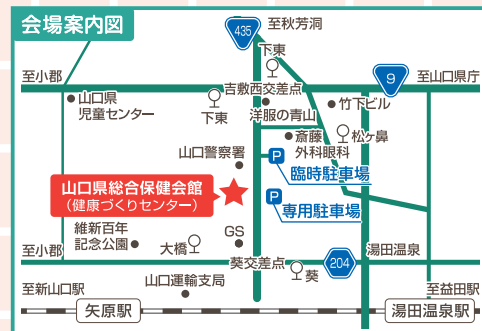 会場案内図
435
至秋芳洞
下東
至小郡
吉敷西交差点
9
至山口県庁
山口県
児童センター
下東
洋服の青山
竹下ビル
斎藤
外科眼科
松ヶ鼻
山口警察署
P
臨時駐車場
山口県総合保健会館
(健康づくりセンター)
P
専用駐車場
維新百年
記念公園
大橋
GS
至小郡
葵交差点
204
湯田温泉
葵
至新山口駅
山口運輸支局
至益田駅
矢原駅
湯田温泉駅